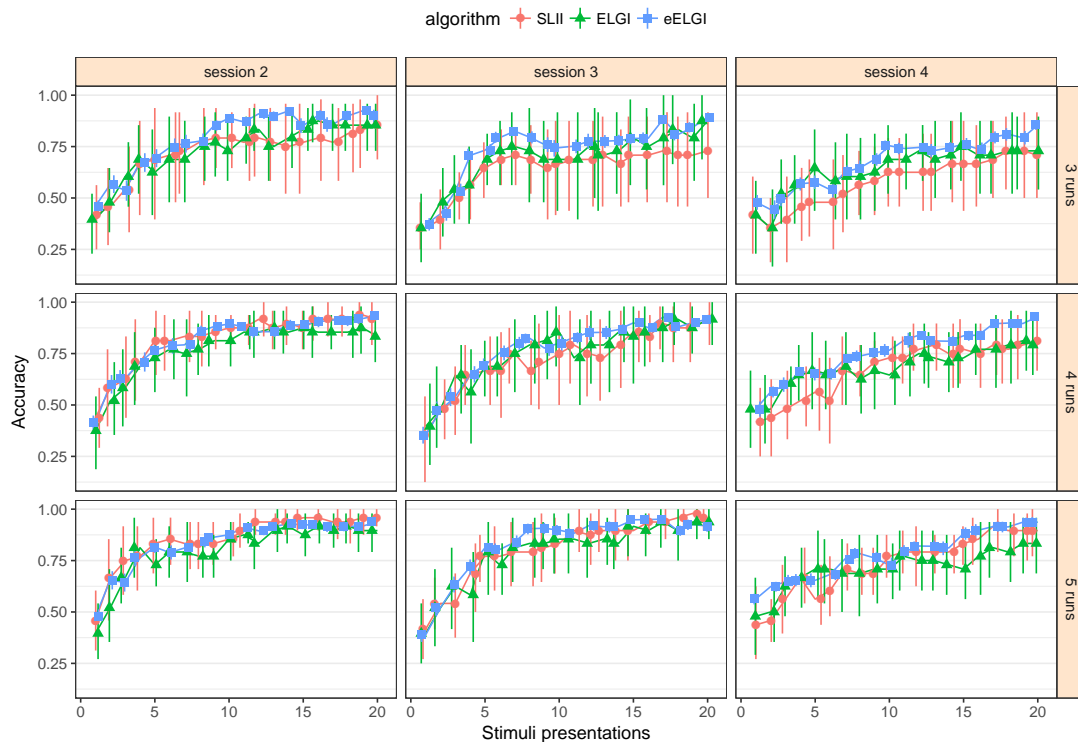 algorithm SLII ELGI eELGI
session 2 session 3 session 4
1.00
0.75
0.50
0.25
3 runs
1.00
0.75
0.50
0.25
4 runs
Accuracy
1.00
0.75
0.50
0.25
5 runs
0 5 10 15 20 0 5 10 15 20 0 5 10 15 20
Stimuli presentations